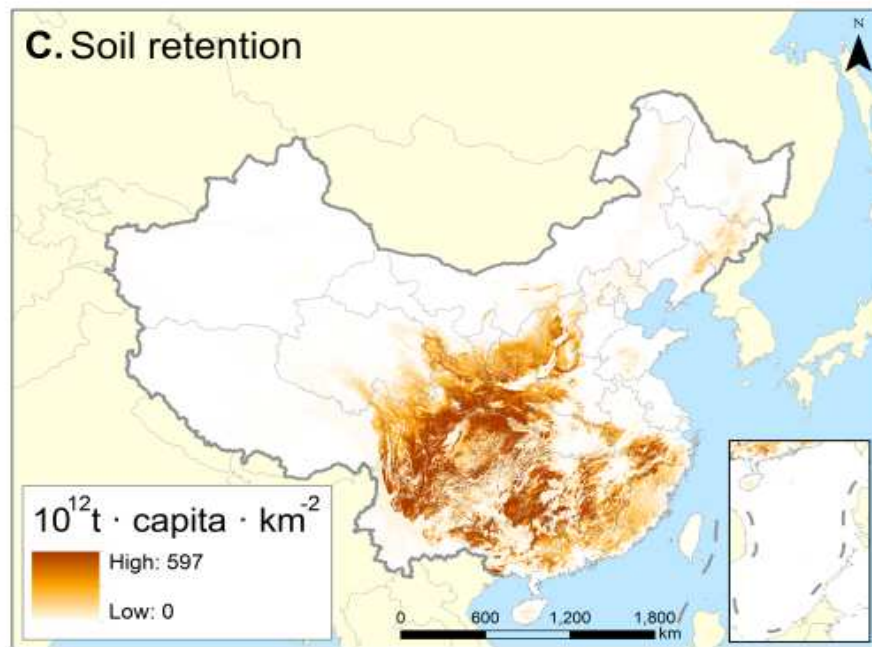 C. Soil retention
N
10¹²t · capita · km⁻²
High: 597
Low: 0
0 600 1,200 1,800
km